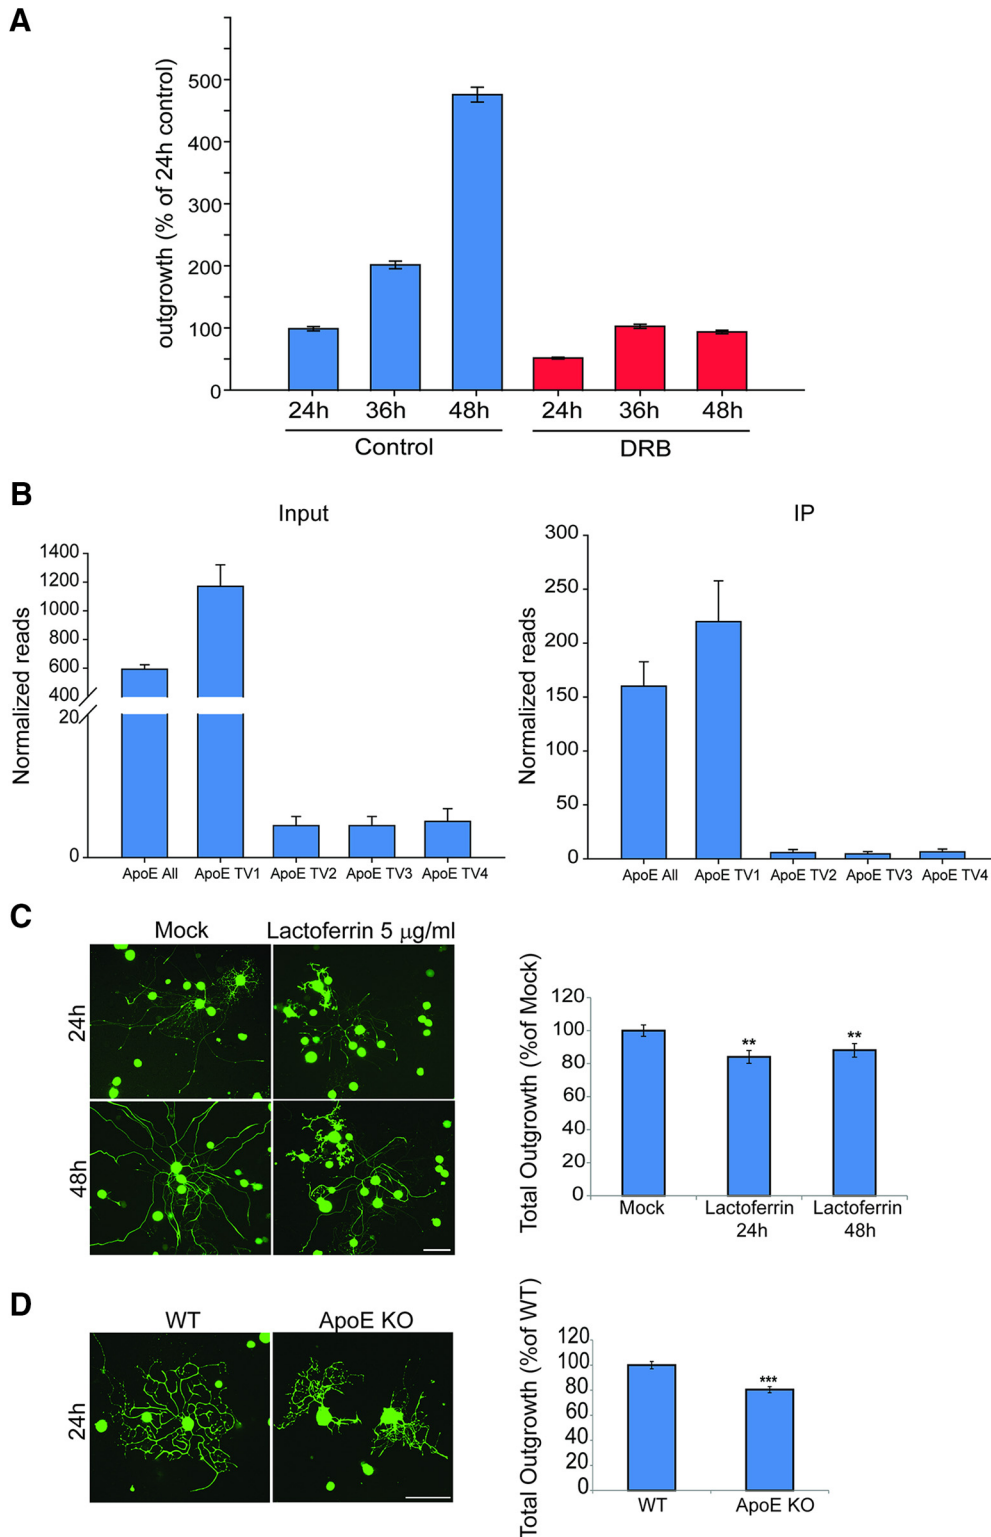 A
outgrowth (% of 24h control)
500
400
300
200
100
0
24h 36h 48h 24h 36h 48h
Control DRB
B
Input
Normalized reads
1400
1200
1000
800
600
400
20
0
ApoE All ApoE TV1 ApoE TV2 ApoE TV3 ApoE TV4
IP
Normalized reads
300
250
200
150
100
50
0
ApoE All ApoE TV1 ApoE TV2 ApoE TV3 ApoE TV4
C
Mock Lactoferrin 5 µg/ml
24h
48h
Total Outgrowth (%of Mock)
120
100
80
60
40
20
0
** **
Mock Lactoferrin Lactoferrin
24h 48h
D
WT ApoE KO
24h
Total Outgrowth (%of WT)
120
100
80
60
40
20
0
***
WT ApoE KO